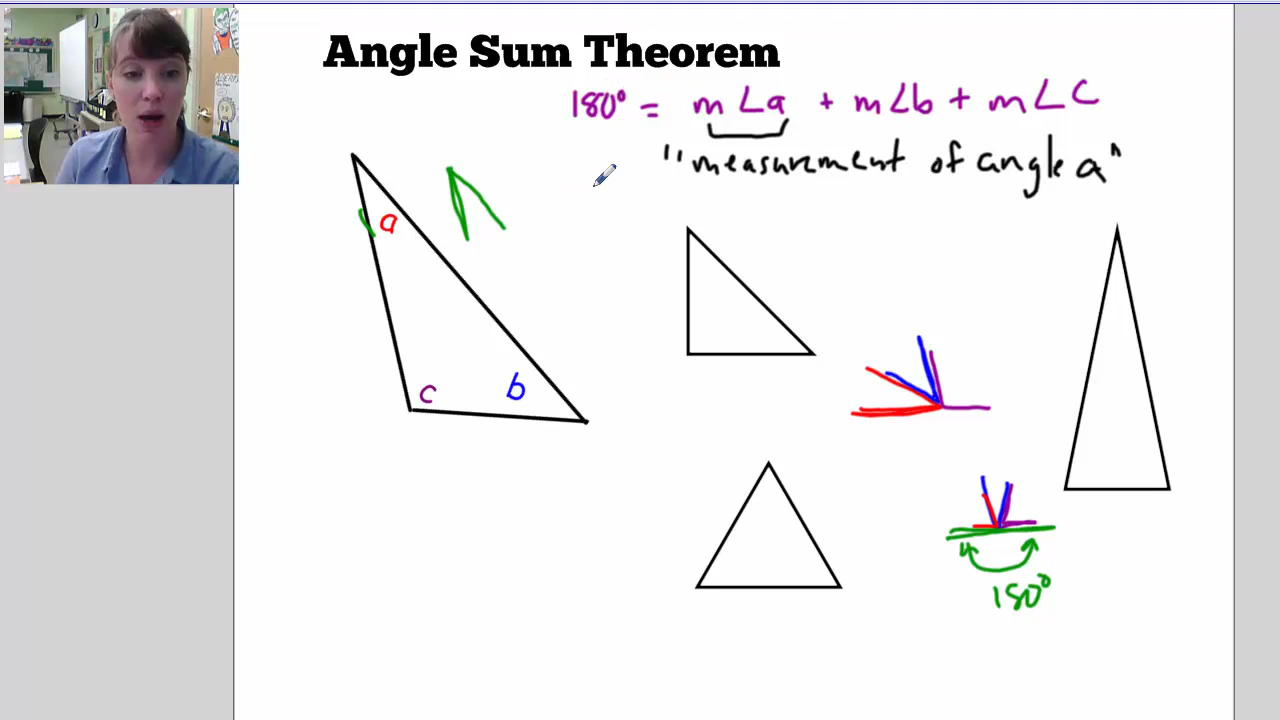 Angle Sum Theorem
180° = m∠a + m∠b + m∠C
"measurement of angle a"
a
c
b
180°